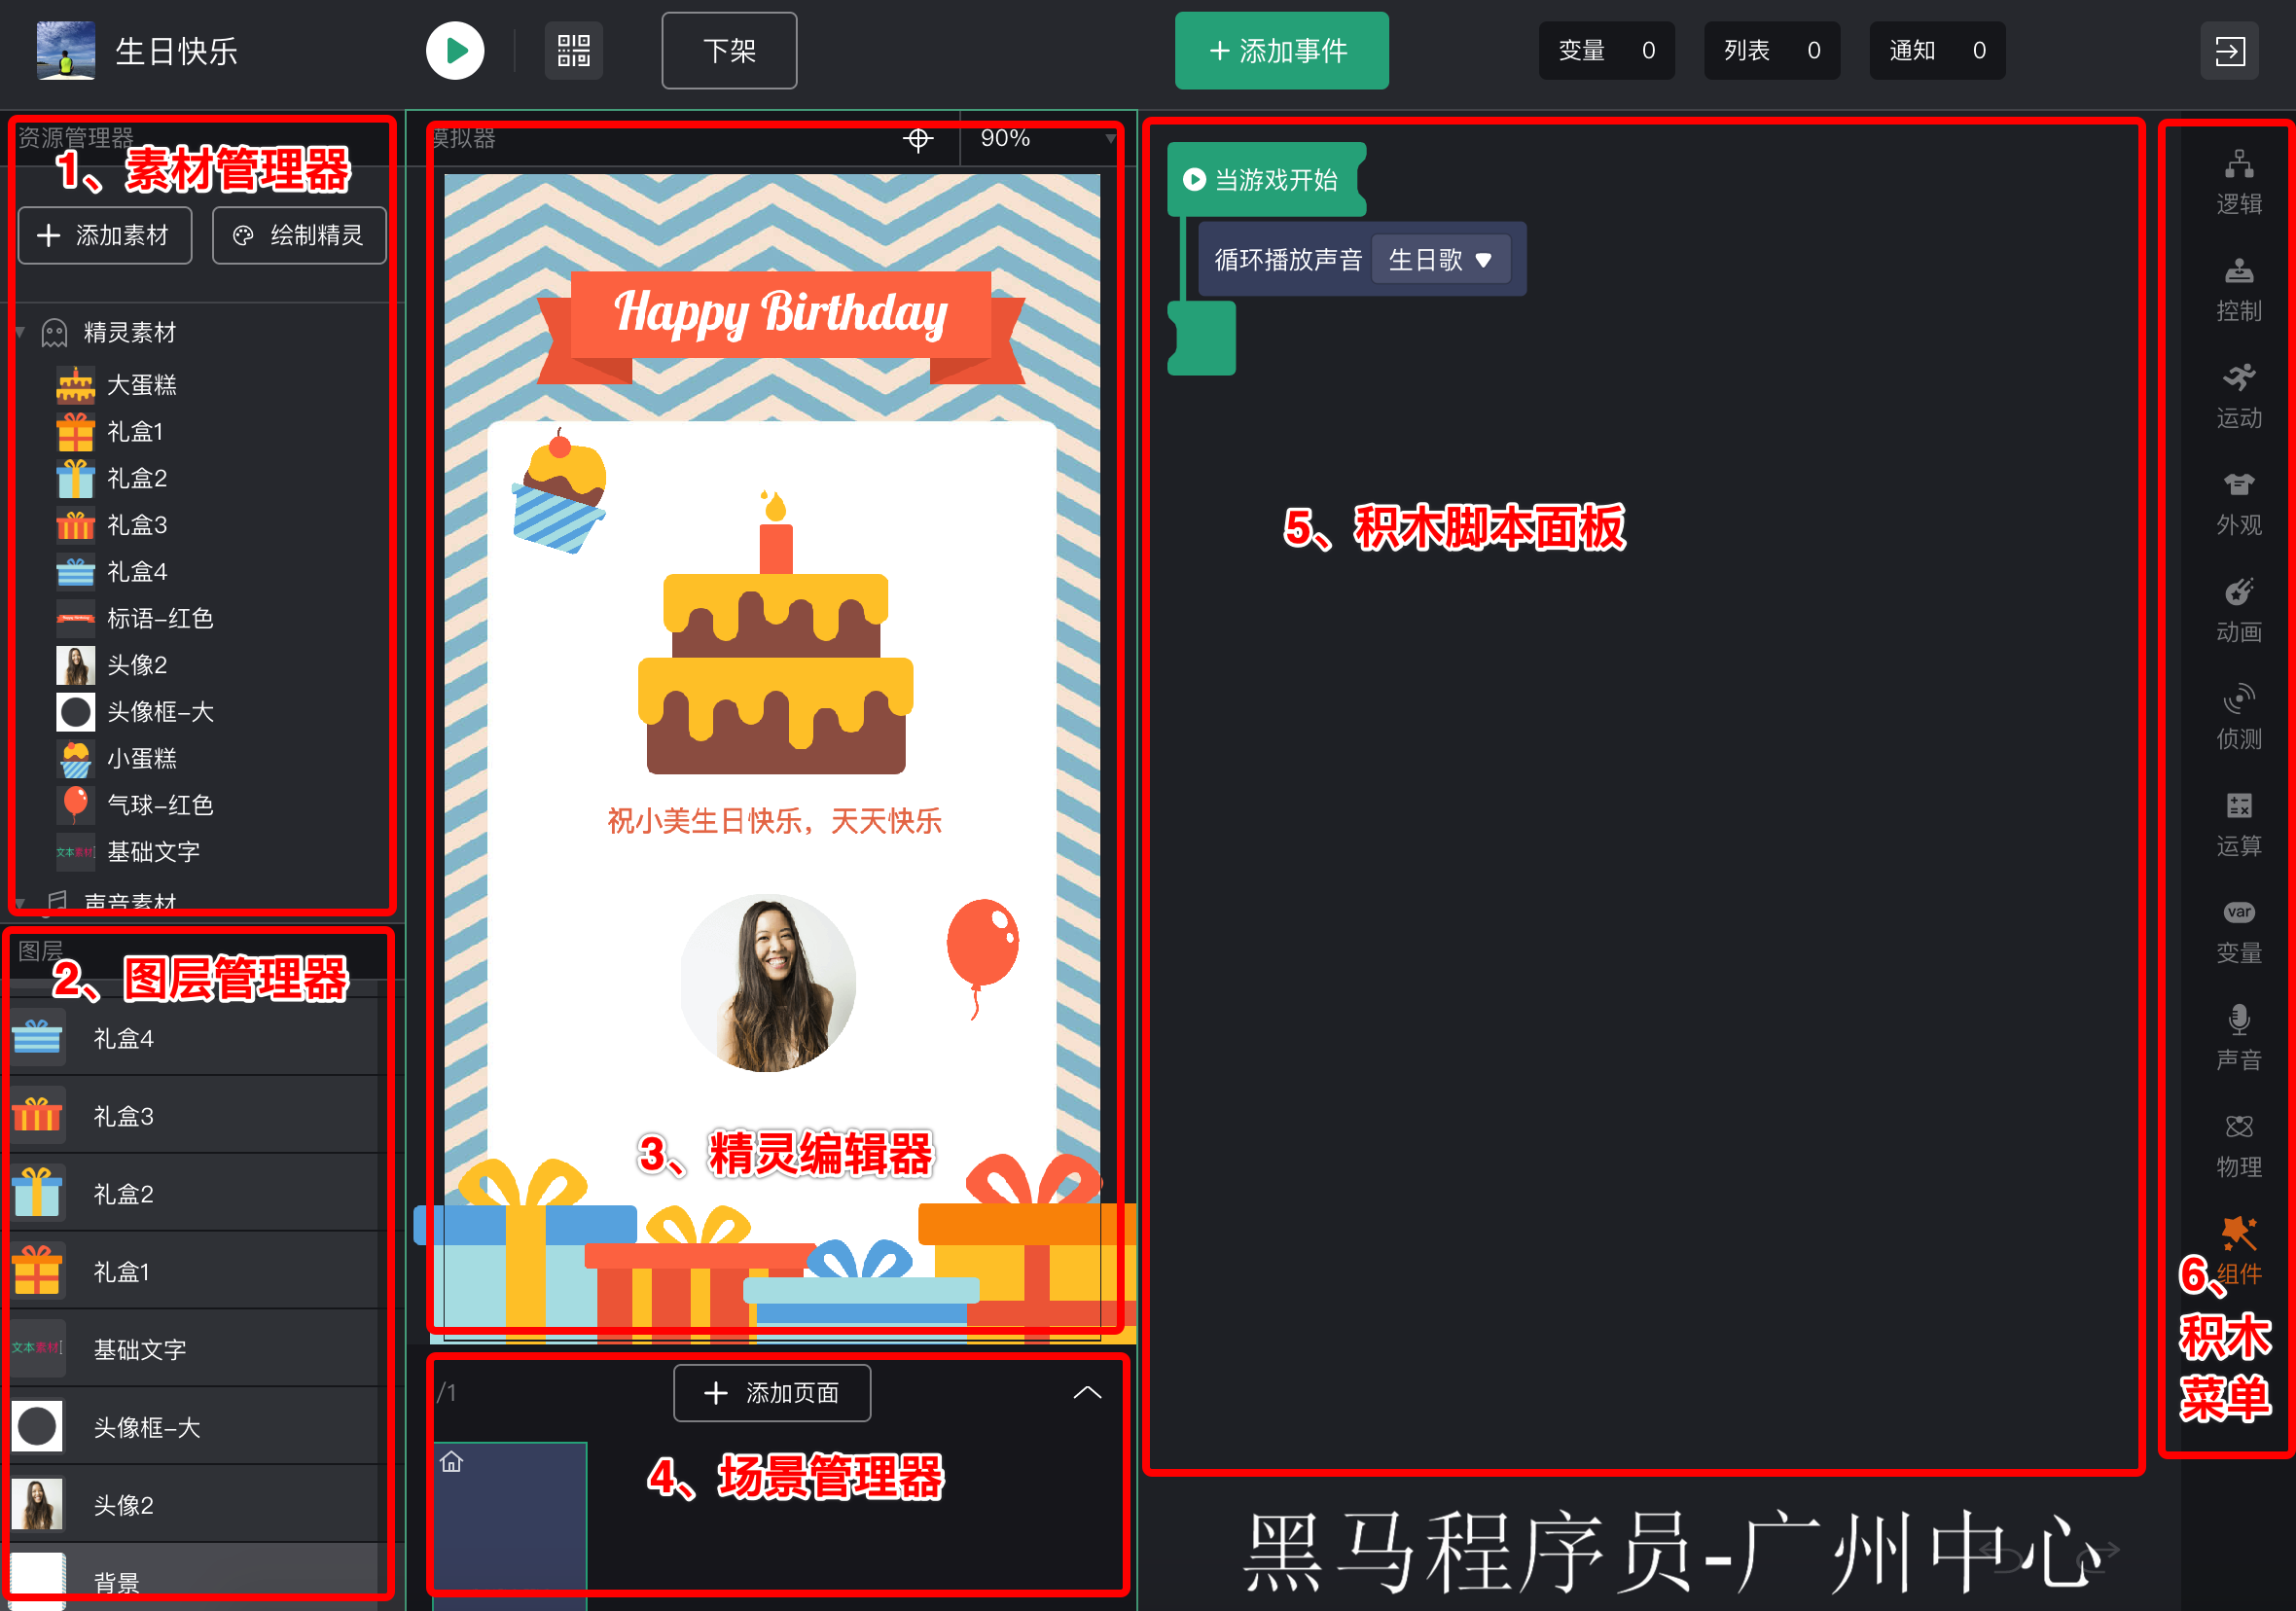 生日快乐
下架
+ 添加事件
变量 0
列表 0
通知 0
资源管理器
1、素材管理器
+ 添加素材
绘制精灵
精灵素材
大蛋糕
礼盒1
礼盒2
礼盒3
礼盒4
标语-红色
头像2
头像框-大
小蛋糕
气球-红色
文本素材
基础文字
声音素材
图层
2、图层管理器
礼盒4
礼盒3
礼盒2
礼盒1
文本素材
基础文字
头像框-大
头像2
背景
模拟器
90%
Happy Birthday
祝小美生日快乐，天天快乐
3、精灵编辑器
/1
+ 添加页面
4、场景管理器
当游戏开始
循环播放声音 生日歌
5、积木脚本面板
逻辑
控制
运动
外观
动画
侦测
运算
var
变量
声音
物理
组件
6、
积木
菜单
黑马程序员-广州中心